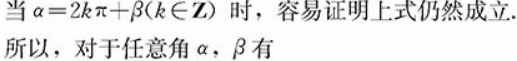 当 α=2kπ+β(k∈Z) 时，容易证明上式仍然成立.
所以，对于任意角 α，β 有